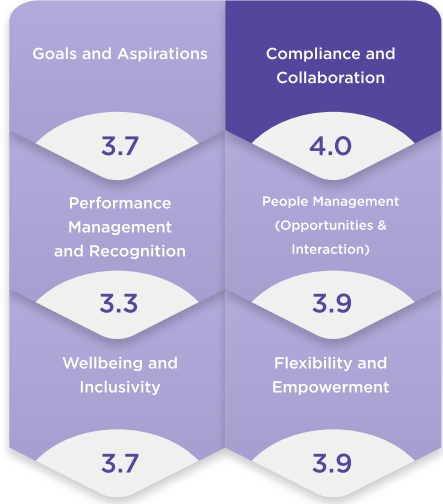 Goals and Aspirations
3.7
Compliance and
Collaboration
4.0
Performance
Management
and Recognition
3.3
People Management
(Opportunities &
Interaction)
3.9
Wellbeing and
Inclusivity
3.7
Flexibility and
Empowerment
3.9